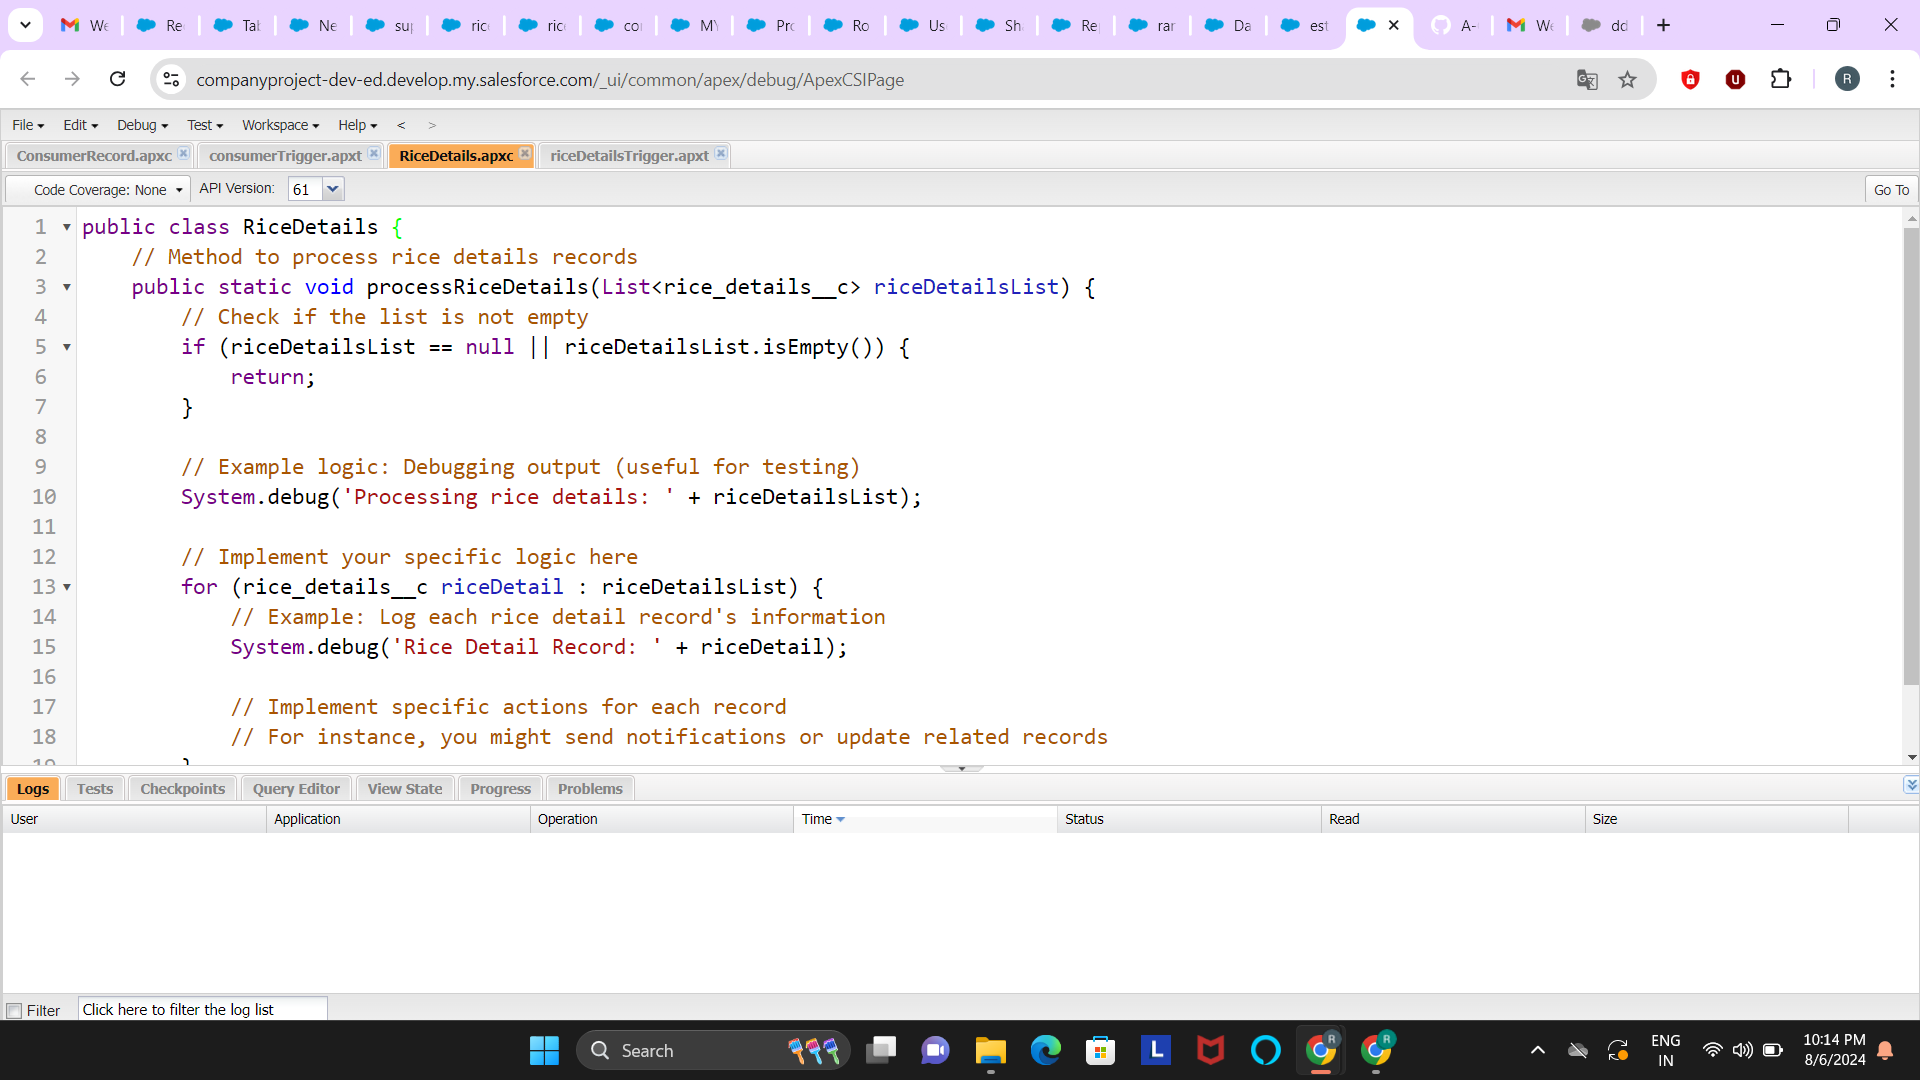 We
Re
Tab
Ne
sup
rice
rice
cor
MY
Pro
Ro
Us
Sha
Rep
rar
Da
est
A-
We
dd
companyproject-dev-ed.develop.my.salesforce.com/_ui/common/apex/debug/ApexCSIPage
R
File Edit Debug Test Workspace Help < >
ConsumerRecord.apxc consumerTrigger.apxt RiceDetails.apxc riceDetailsTrigger.apxt
Code Coverage: None API Version: 61 Go To
1 public class RiceDetails {
2 // Method to process rice details records
3 public static void processRiceDetails(List<rice_details__c> riceDetailsList) {
4 // Check if the list is not empty
5 if (riceDetailsList == null || riceDetailsList.isEmpty()) {
6 return;
7 }
8
9 // Example logic: Debugging output (useful for testing)
10 System.debug('Processing rice details: ' + riceDetailsList);
11
12 // Implement your specific logic here
13 for (rice_details__c riceDetail : riceDetailsList) {
14 // Example: Log each rice detail record's information
15 System.debug('Rice Detail Record: ' + riceDetail);
16
17 // Implement specific actions for each record
18 // For instance, you might send notifications or update related records
19 }
Logs Tests Checkpoints Query Editor View State Progress Problems
User Application Operation Time Status Read Size
Filter Click here to filter the log list
Search
L
R
R
ENG
IN
10:14 PM
8/6/2024